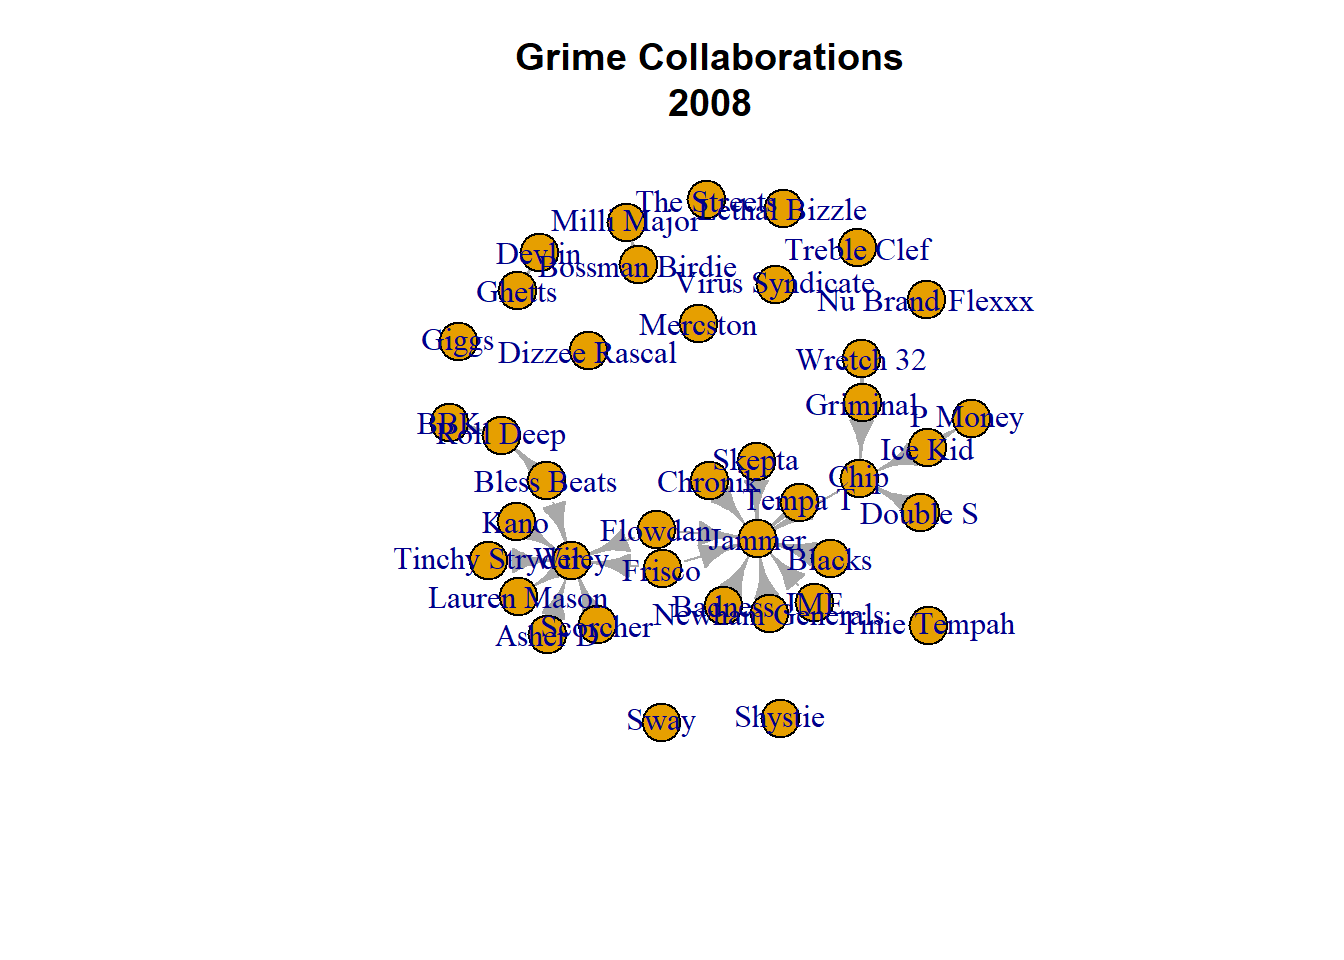 Grime Collaborations
2008
The Streets
Lethal Bizzle
Milli Major
Treble Clef
Devlin
Bossman Birdie
Virus Syndicate
Ghetts
Nu Brand Flexxx
Mercston
Giggs
Dizzee Rascal
Wretch 32
Griminal
P Money
BBK
Roll Deep
Ice Kid
Skepta
Chip
Bless Beats
Chronik
Tempa T
Double S
Kano
Flowdan
Jammer
Tinchy Stryder
Wiley
Blacks
Frisco
Lauren Mason
Badness
JME
Newham Generals
Tinie Tempah
Scorcher
Asher D
Sway
Shystie